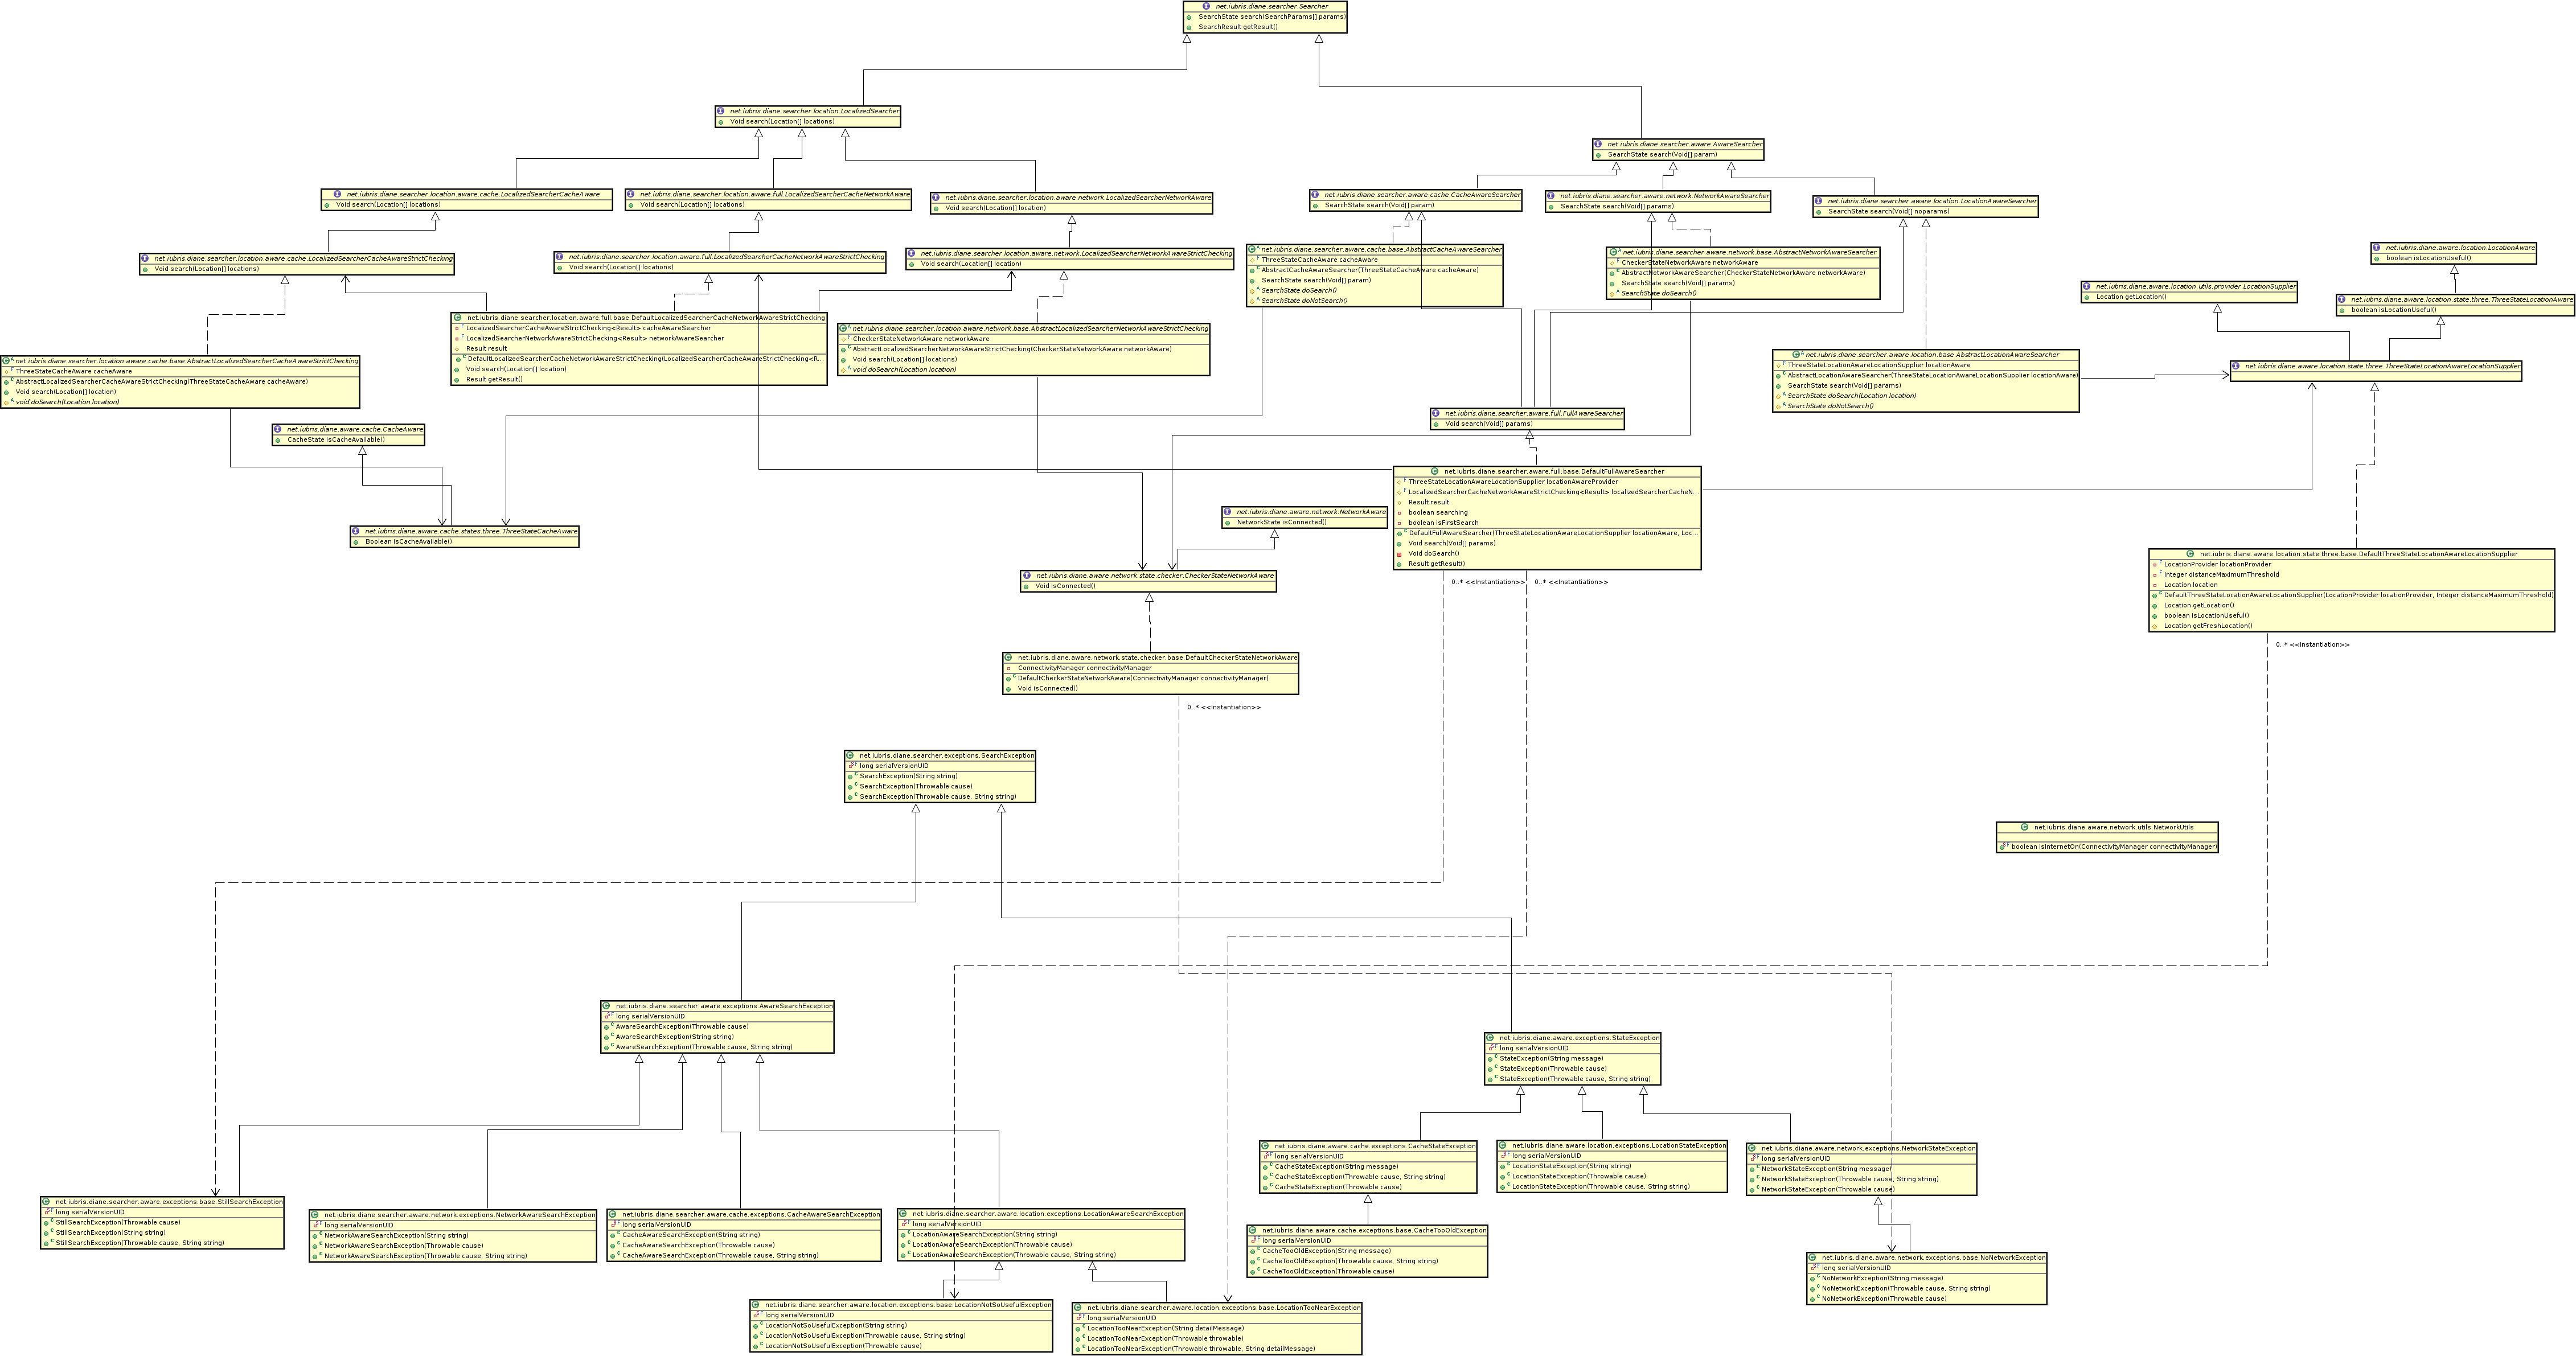 net.iubris.diane.searcher.Searcher
SearchState search(SearchParams[] params)
SearchResult getResult()
net.iubris.diane.searcher.location.LocalizedSearcher
Void search(Location[] locations)
net.iubris.diane.searcher.aware.AwareSearcher
SearchState search(Void[] param)
net.iubris.diane.searcher.location.aware.cache.LocalizedSearcherCacheAware
Void search(Location[] locations)
net.iubris.diane.searcher.location.aware.full.LocalizedSearcherCacheNetworkAware
Void search(Location[] locations)
net.iubris.diane.searcher.location.aware.network.LocalizedSearcherNetworkAware
Void search(Location[] location)
net.iubris.diane.searcher.aware.cache.CacheAwareSearcher
SearchState search(Void[] param)
net.iubris.diane.searcher.aware.network.NetworkAwareSearcher
SearchState search(Void[] params)
net.iubris.diane.searcher.aware.location.LocationAwareSearcher
SearchState search(Void[] noparams)
net.iubris.diane.searcher.location.aware.cache.LocalizedSearcherCacheAwareStrictChecking
Void search(Location[] locations)
net.iubris.diane.searcher.location.aware.full.LocalizedSearcherCacheNetworkAwareStrictChecking
Void search(Location[] locations)
net.iubris.diane.searcher.location.aware.network.LocalizedSearcherNetworkAwareStrictChecking
Void search(Location[] location)
net.iubris.diane.searcher.aware.cache.base.AbstractCacheAwareSearcher
ThreeStateCacheAware cacheAware
AbstractCacheAwareSearcher(ThreeStateCacheAware cacheAware)
SearchState search(Void[] param)
SearchState doSearch()
SearchState doNotSearch()
net.iubris.diane.searcher.aware.network.base.AbstractNetworkAwareSearcher
CheckerStateNetworkAware networkAware
AbstractNetworkAwareSearcher(CheckerStateNetworkAware networkAware)
SearchState search(Void[] params)
SearchState doSearch()
net.iubris.diane.aware.location.LocationAware
boolean isLocationUseful()
net.iubris.diane.aware.location.utils.provider.LocationSupplier
Location getLocation()
net.iubris.diane.aware.location.state.three.ThreeStateLocationAware
boolean isLocationUseful()
net.iubris.diane.searcher.location.aware.full.base.DefaultLocalizedSearcherCacheNetworkAwareStrictChecking
LocalizedSearcherCacheAwareStrictChecking<Result> cacheAwareSearcher
LocalizedSearcherNetworkAwareStrictChecking<Result> networkAwareSearcher
Result result
DefaultLocalizedSearcherCacheNetworkAwareStrictChecking(LocalizedSearcherCacheAwareStrictChecking<R...
Void search(Location[] location)
Result getResult()
net.iubris.diane.searcher.location.aware.network.base.AbstractLocalizedSearcherNetworkAwareStrictChecking
CheckerStateNetworkAware networkAware
AbstractLocalizedSearcherNetworkAwareStrictChecking(CheckerStateNetworkAware networkAware)
Void search(Location[] locations)
void doSearch(Location location)
net.iubris.diane.searcher.location.aware.cache.base.AbstractLocalizedSearcherCacheAwareStrictChecking
ThreeStateCacheAware cacheAware
AbstractLocalizedSearcherCacheAwareStrictChecking(ThreeStateCacheAware cacheAware)
Void search(Location[] location)
void doSearch(Location location)
net.iubris.diane.searcher.aware.location.base.AbstractLocationAwareSearcher
ThreeStateLocationAwareLocationSupplier locationAware
AbstractLocationAwareSearcher(ThreeStateLocationAwareLocationSupplier locationAware)
SearchState search(Void[] params)
SearchState doSearch(Location location)
SearchState doNotSearch()
net.iubris.diane.aware.location.state.three.ThreeStateLocationAwareLocationSupplier
net.iubris.diane.searcher.aware.full.FullAwareSearcher
Void search(Void[] params)
net.iubris.diane.aware.cache.CacheAware
CacheState isCacheAvailable()
net.iubris.diane.searcher.aware.full.base.DefaultFullAwareSearcher
ThreeStateLocationAwareLocationSupplier locationAwareProvider
LocalizedSearcherCacheNetworkAwareStrictChecking<Result> localizedSearcherCacheN...
Result result
boolean searching
boolean isFirstSearch
DefaultFullAwareSearcher(ThreeStateLocationAwareLocationSupplier locationAware, Loc...
Void search(Void[] params)
Void doSearch()
Result getResult()
net.iubris.diane.aware.network.NetworkAware
NetworkState isConnected()
net.iubris.diane.aware.cache.states.three.ThreeStateCacheAware
Boolean isCacheAvailable()
net.iubris.diane.aware.location.state.three.base.DefaultThreeStateLocationAwareLocationSupplier
LocationProvider locationProvider
Integer distanceMaximumThreshold
Location location
DefaultThreeStateLocationAwareLocationSupplier(LocationProvider locationProvider, Integer distanceMaximumThreshold)
Location getLocation()
boolean isLocationUseful()
Location getFreshLocation()
net.iubris.diane.aware.network.state.checker.CheckerStateNetworkAware
Void isConnected()
0..* <<Instantiation>>
0..* <<Instantiation>>
0..* <<Instantiation>>
net.iubris.diane.aware.network.state.checker.base.DefaultCheckerStateNetworkAware
ConnectivityManager connectivityManager
DefaultCheckerStateNetworkAware(ConnectivityManager connectivityManager)
Void isConnected()
0..* <<Instantiation>>
net.iubris.diane.searcher.exceptions.SearchException
long serialVersionUID
SearchException(String string)
SearchException(Throwable cause)
SearchException(Throwable cause, String string)
net.iubris.diane.aware.network.utils.NetworkUtils
boolean isInternetOn(ConnectivityManager connectivityManager)
net.iubris.diane.searcher.aware.exceptions.AwareSearchException
long serialVersionUID
AwareSearchException(Throwable cause)
AwareSearchException(String string)
AwareSearchException(Throwable cause, String string)
net.iubris.diane.aware.exceptions.StateException
long serialVersionUID
StateException(String message)
StateException(Throwable cause)
StateException(Throwable cause, String string)
net.iubris.diane.aware.cache.exceptions.CacheStateException
long serialVersionUID
CacheStateException(String message)
CacheStateException(Throwable cause, String string)
CacheStateException(Throwable cause)
net.iubris.diane.aware.location.exceptions.LocationStateException
long serialVersionUID
LocationStateException(String string)
LocationStateException(Throwable cause)
LocationStateException(Throwable cause, String string)
net.iubris.diane.aware.network.exceptions.NetworkStateException
long serialVersionUID
NetworkStateException(String message)
NetworkStateException(Throwable cause, String string)
NetworkStateException(Throwable cause)
net.iubris.diane.searcher.aware.exceptions.base.StillSearchException
long serialVersionUID
StillSearchException(Throwable cause)
StillSearchException(String string)
StillSearchException(Throwable cause, String string)
net.iubris.diane.searcher.aware.network.exceptions.NetworkAwareSearchException
long serialVersionUID
NetworkAwareSearchException(String string)
NetworkAwareSearchException(Throwable cause)
NetworkAwareSearchException(Throwable cause, String string)
net.iubris.diane.searcher.aware.cache.exceptions.CacheAwareSearchException
long serialVersionUID
CacheAwareSearchException(String string)
CacheAwareSearchException(Throwable cause)
CacheAwareSearchException(Throwable cause, String string)
net.iubris.diane.searcher.aware.location.exceptions.LocationAwareSearchException
long serialVersionUID
LocationAwareSearchException(String string)
LocationAwareSearchException(Throwable cause)
LocationAwareSearchException(Throwable cause, String string)
net.iubris.diane.aware.cache.exceptions.base.CacheTooOldException
long serialVersionUID
CacheTooOldException(String message)
CacheTooOldException(Throwable cause, String string)
CacheTooOldException(Throwable cause)
net.iubris.diane.aware.network.exceptions.base.NoNetworkException
long serialVersionUID
NoNetworkException(String message)
NoNetworkException(Throwable cause, String string)
NoNetworkException(Throwable cause)
net.iubris.diane.searcher.aware.location.exceptions.base.LocationNotSoUsefulException
long serialVersionUID
LocationNotSoUsefulException(String string)
LocationNotSoUsefulException(Throwable cause, String string)
LocationNotSoUsefulException(Throwable cause)
net.iubris.diane.searcher.aware.location.exceptions.base.LocationTooNearException
long serialVersionUID
LocationTooNearException(String detailMessage)
LocationTooNearException(Throwable throwable)
LocationTooNearException(Throwable throwable, String detailMessage)